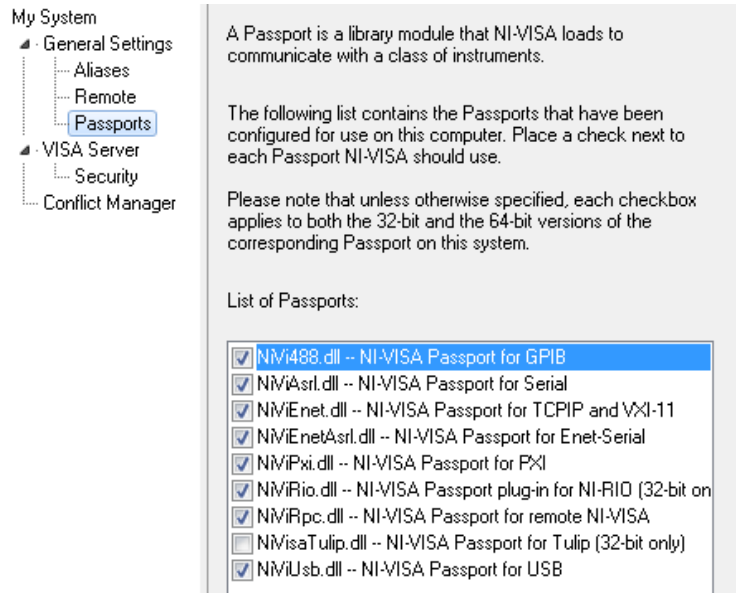 My System
General Settings
Aliases
Remote
Passports
VISA Server
Security
Conflict Manager
A Passport is a library module that NI-VISA loads to
communicate with a class of instruments.
The following list contains the Passports that have been
configured for use on this computer. Place a check next to
each Passport NI-VISA should use.
Please note that unless otherwise specified, each checkbox
applies to both the 32-bit and the 64-bit versions of the
corresponding Passport on this system.
List of Passports:
NiVi488.dll -- NI-VISA Passport for GPIB
NiViAsrl.dll -- NI-VISA Passport for Serial
NiViEnet.dll -- NI-VISA Passport for TCPIP and VXI-11
NiViEnetAsrl.dll -- NI-VISA Passport for Enet-Serial
NiViPxi.dll -- NI-VISA Passport for PXI
NiViRio.dll -- NI-VISA Passport plug-in for NI-RIO (32-bit on
NiViRpc.dll -- NI-VISA Passport for remote NI-VISA
NiVisaTulip.dll -- NI-VISA Passport for Tulip (32-bit only)
NiViUsb.dll -- NI-VISA Passport for USB